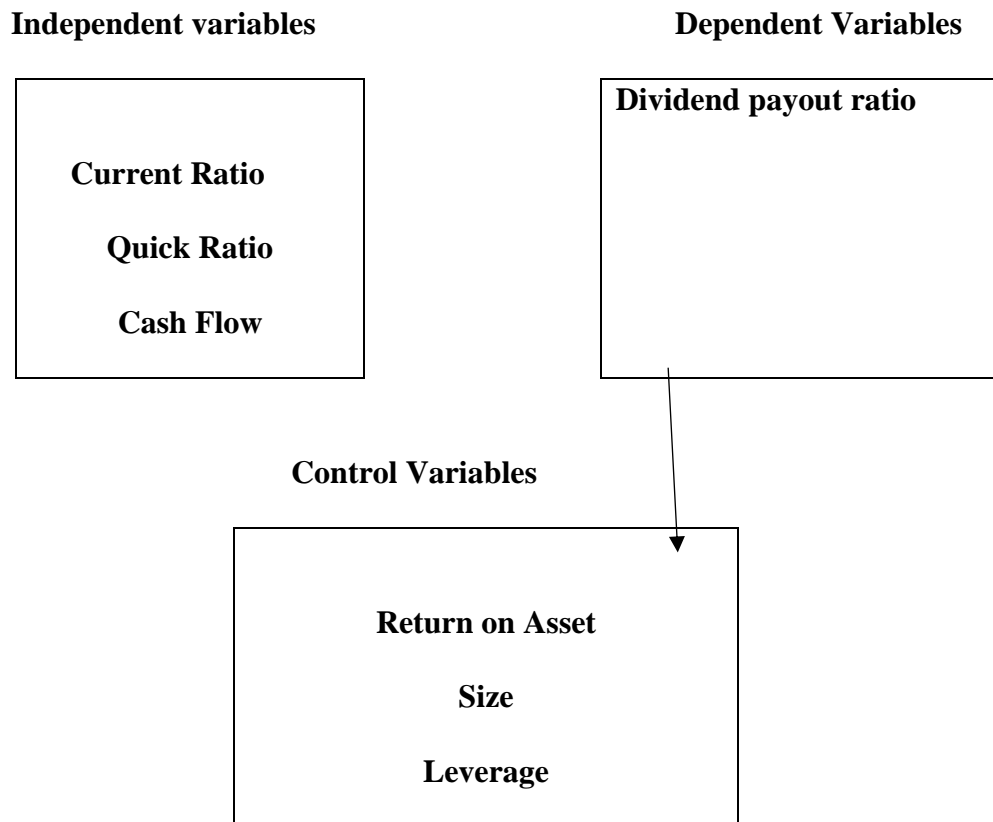 Independent variables
Dependent Variables
Dividend payout ratio
Current Ratio
Quick Ratio
Cash Flow
Control Variables
Return on Asset
Size
Leverage